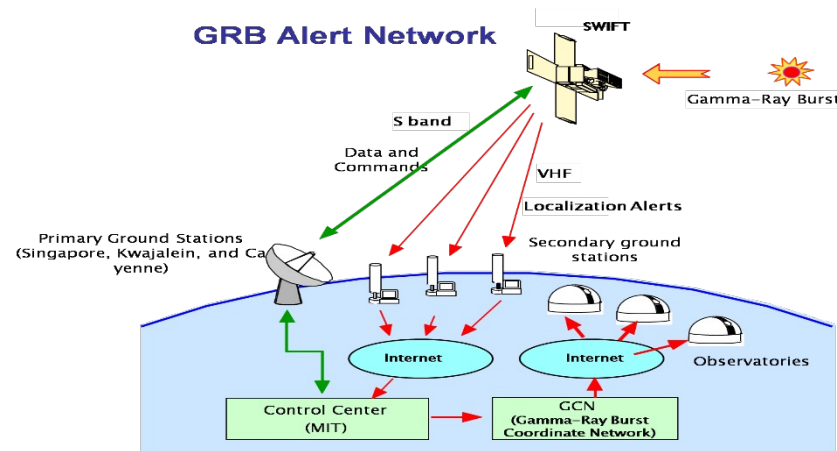 GRB Alert Network
SWIFT
Gamma-Ray Burst
S band
Data and
Commands
VHF
Localization Alerts
Primary Ground Stations
(Singapore, Kwajalein, and Ca
yenne)
Secondary ground
stations
Internet
Internet
Observatories
Control Center
(MIT)
GCN
(Gamma-Ray Burst
Coordinate Network)